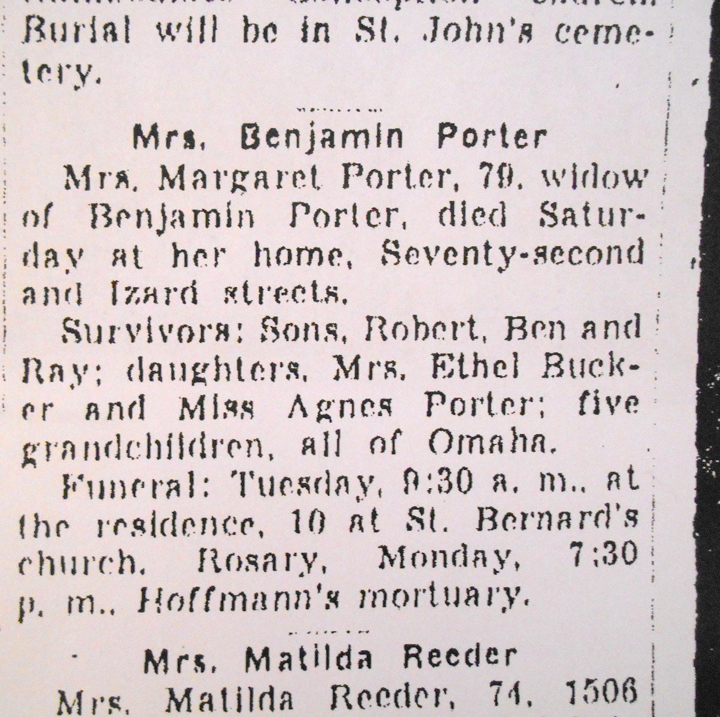 Burial will be in St. John's ceme-
tery.
Mrs. Benjamin Porter
Mrs. Margaret Porter, 79, widow
of Benjamin Porter, died Satur-
day at her home, Seventy-second
and Izard streets.
Survivors: Sons, Robert, Ben and
Ray; daughters, Mrs. Ethel Buck-
er and Miss Agnes Porter; five
grandchildren, all of Omaha.
Funeral: Tuesday, 9:30 a. m., at
the residence, 10 at St. Bernard's
church. Rosary, Monday, 7:30
p. m., Hoffmann's mortuary.
Mrs. Matilda Reeder
Mrs. Matilda Reeder, 74, 1506